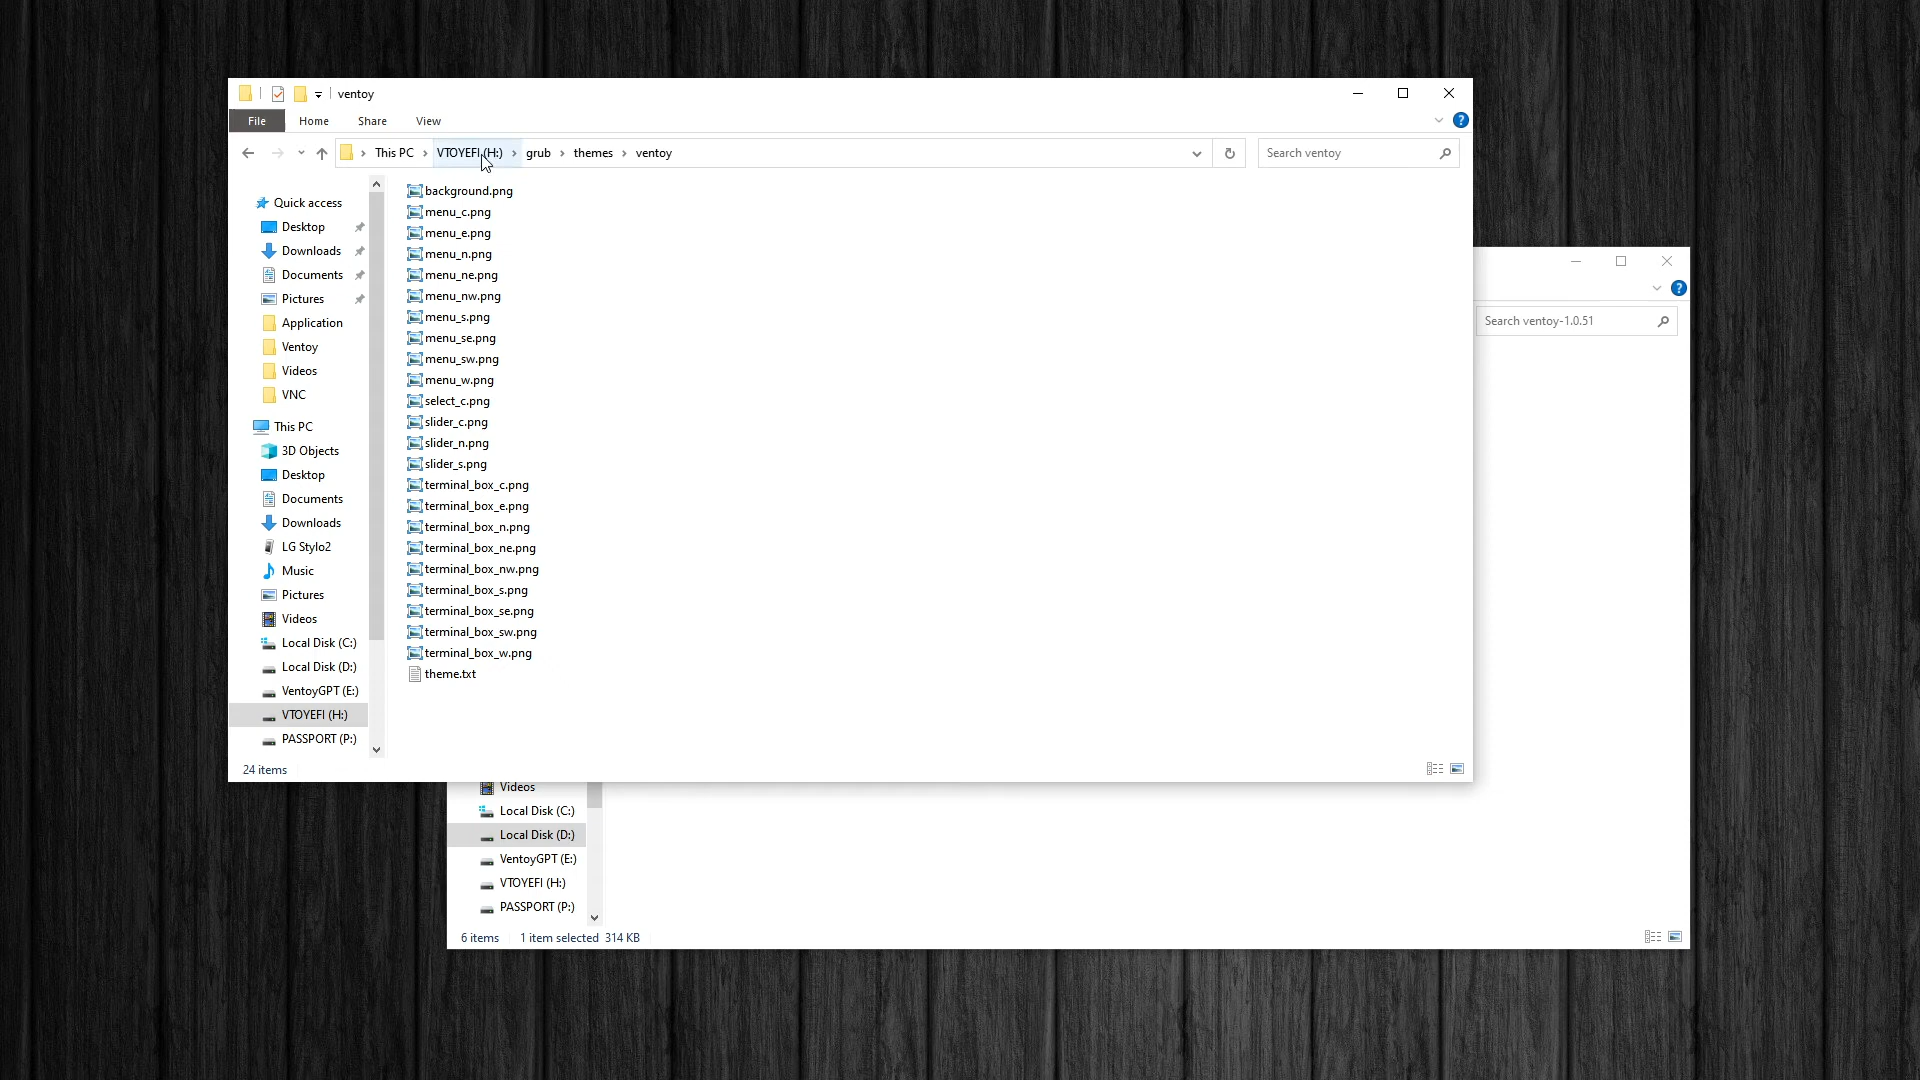 ventoy
File Home Share View
This PC VTOYEFI (H:) grub themes ventoy
Search ventoy
Quick access
Desktop
Downloads
Documents
Pictures
Application
Ventoy
Videos
VNC
This PC
3D Objects
Desktop
Documents
Downloads
LG Stylo2
Music
Pictures
Videos
Local Disk (C:)
Local Disk (D:)
VentoyGPT (E:)
VTOYEFI (H:)
PASSPORT (P:)
background.png
menu_c.png
menu_e.png
menu_n.png
menu_ne.png
menu_nw.png
menu_s.png
menu_se.png
menu_sw.png
menu_w.png
select_c.png
slider_c.png
slider_n.png
slider_s.png
terminal_box_c.png
terminal_box_e.png
terminal_box_n.png
terminal_box_ne.png
terminal_box_nw.png
terminal_box_s.png
terminal_box_se.png
terminal_box_sw.png
terminal_box_w.png
theme.txt
24 items
Search ventoy-1.0.51
Videos
Local Disk (C:)
Local Disk (D:)
VentoyGPT (E:)
VTOYEFI (H:)
PASSPORT (P:)
6 items 1 item selected 314 KB